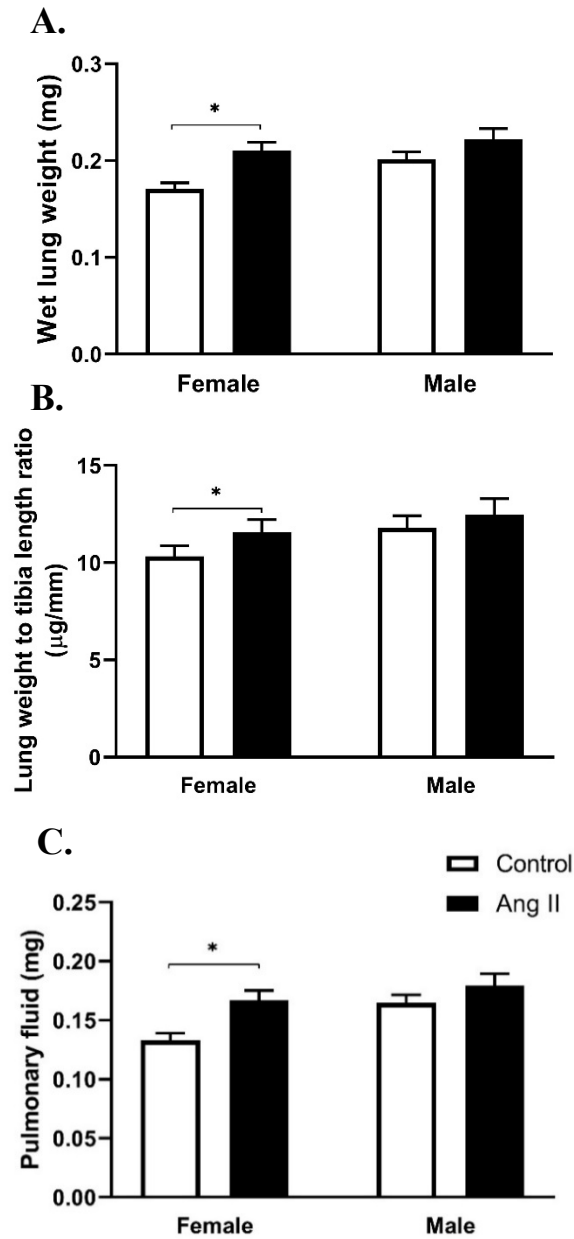 A.
Wet lung weight (mg)
0.3
0.2
0.1
0.0
*
Female
Male
B.
Lung weight to tibia length ratio
(μg/mm)
15
10
5
0
*
Female
Male
C.
Control
Ang II
Pulmonary fluid (mg)
0.25
0.20
0.15
0.10
0.05
0.00
*
Female
Male